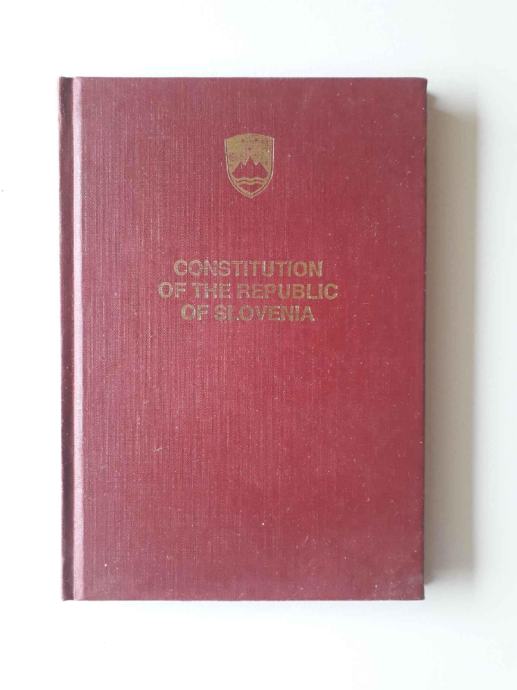 CONSTITUTION
OF THE REPUBLIC
OF SLOVENIA